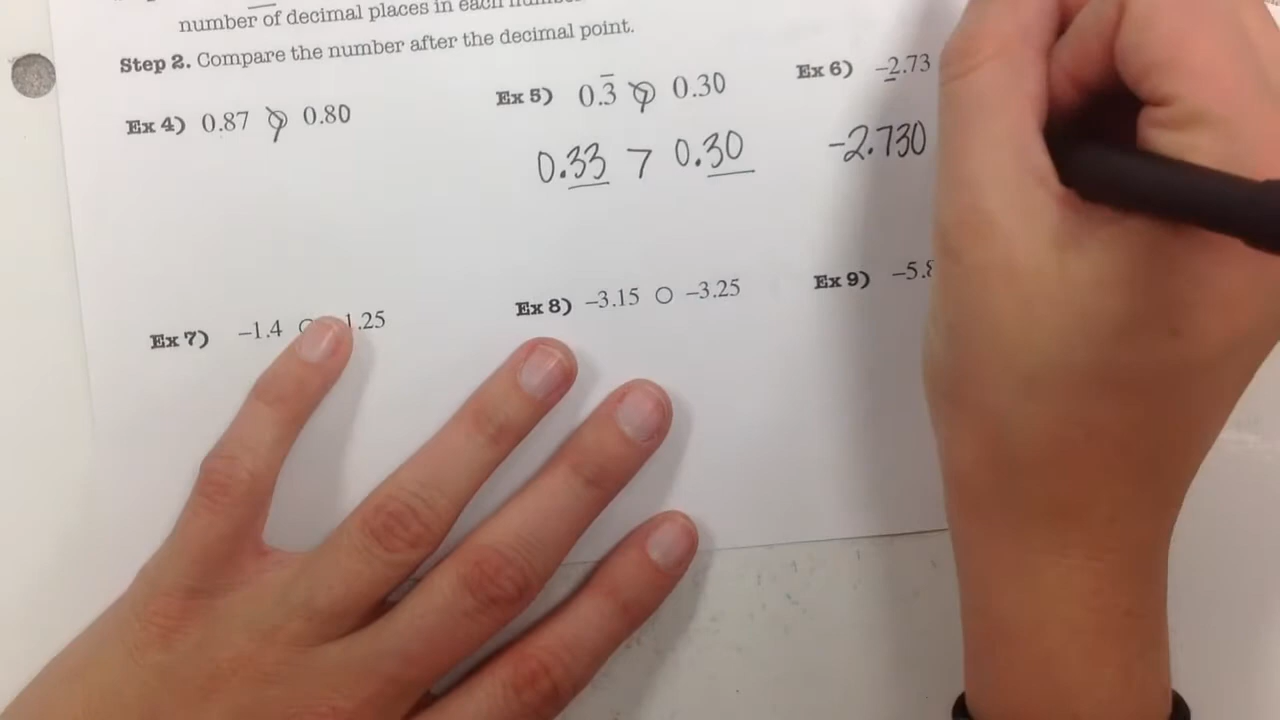 number of decimal places in each
Step 2. Compare the number after the decimal point.
Ex 4) 0.87 > 0.80
Ex 5) 0.3̅ > 0.30
0.33 > 0.30
Ex 6) -2.73
-2.730
Ex 7) -1.4 1.25
Ex 8) -3.15 ○ -3.25
Ex 9) -5.8